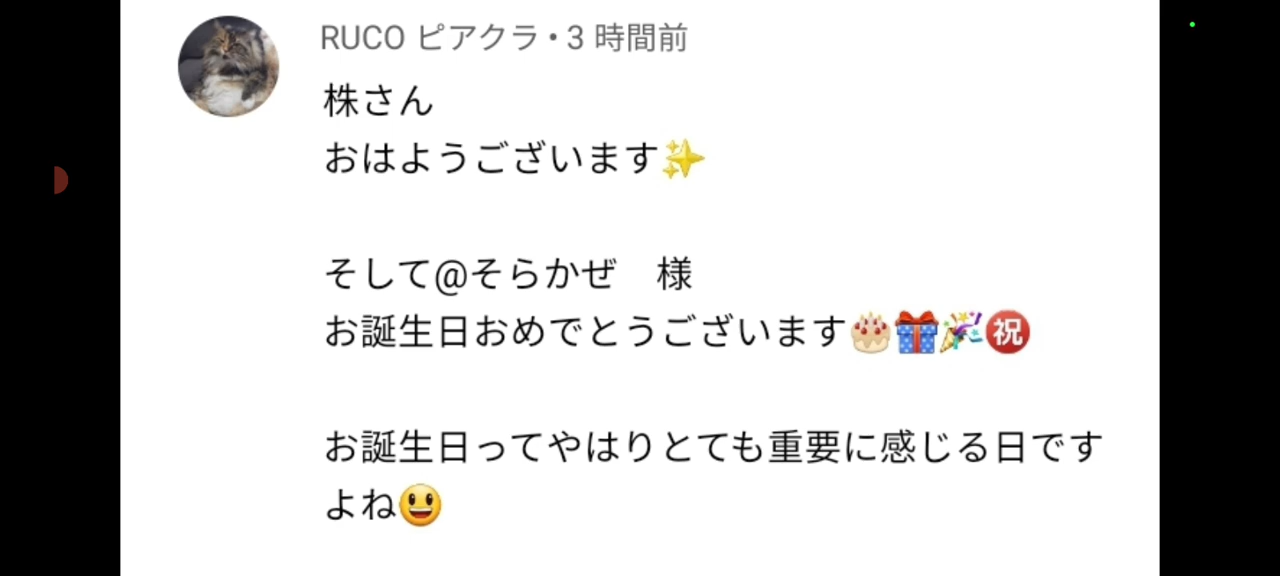 RUCO ピアクラ • 3 時間前
株さん
おはようございます✨
そして@そらかぜ　様
お誕生日おめでとうございます🎂🎁🎉㊗️
お誕生日ってやはりとても重要に感じる日です
よね😃